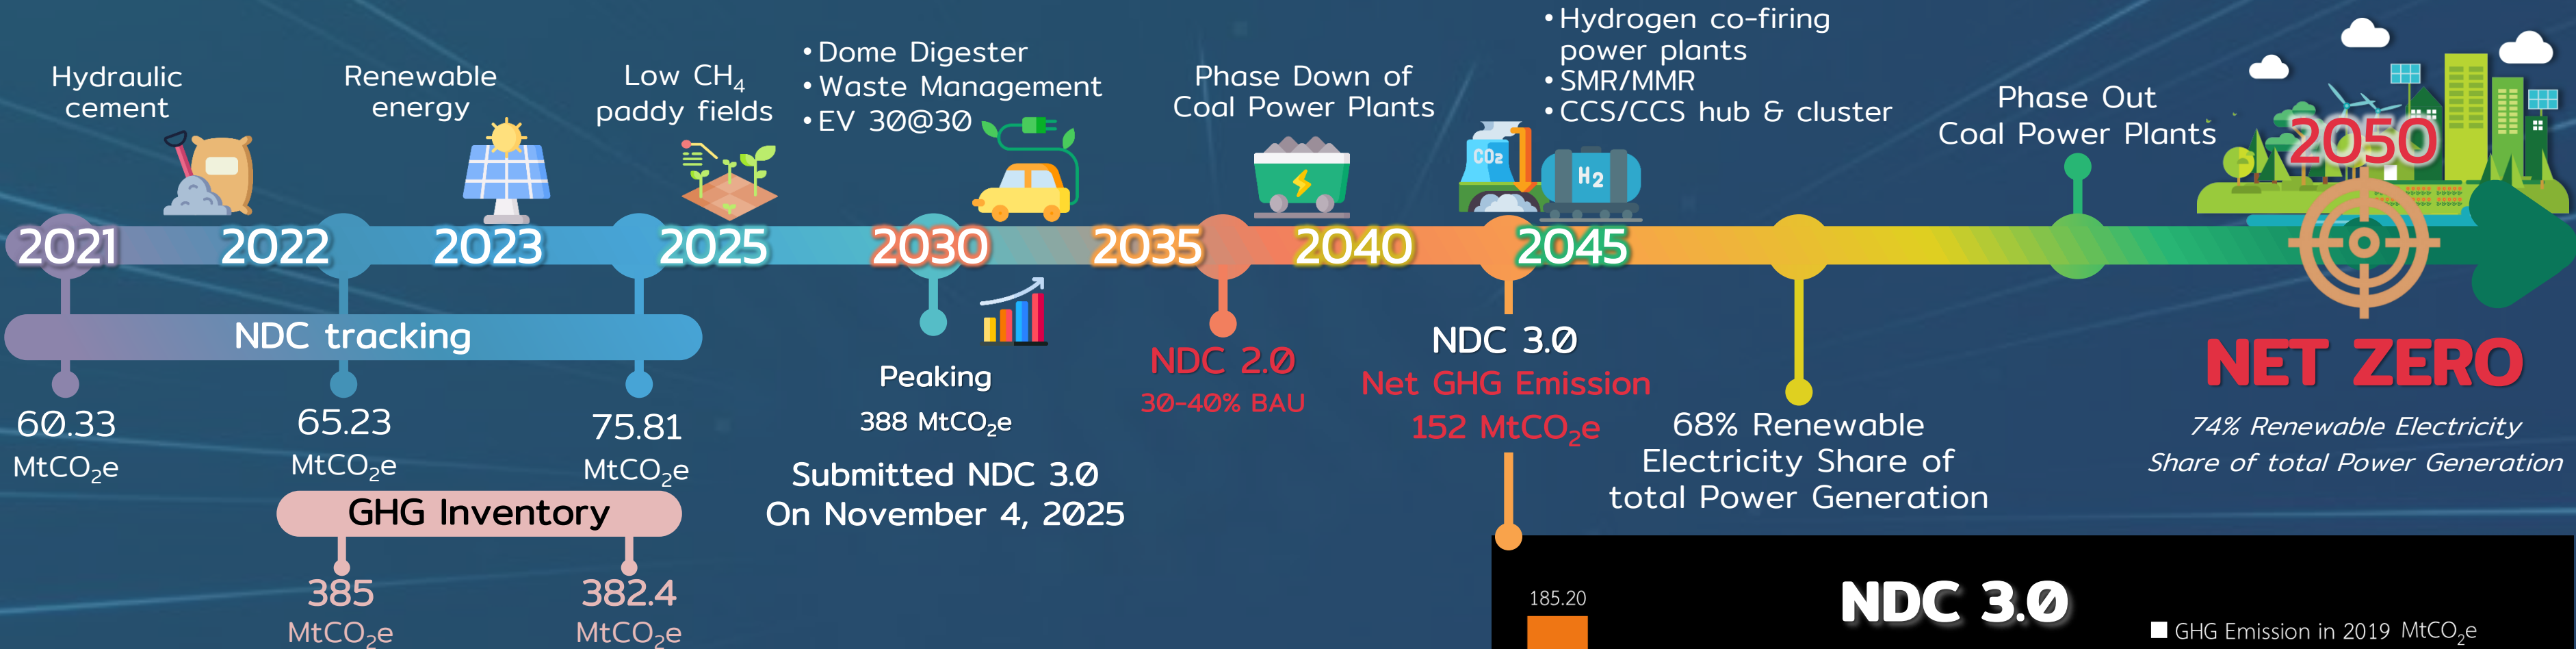 Hydraulic
cement
Renewable
energy
Low CH₄
paddy fields
• Dome Digester
• Waste Management
• EV 30@30
Phase Down of
Coal Power Plants
• Hydrogen co-firing
power plants
• SMR/MMR
• CCS/CCS hub & cluster
CO₂
H₂
Phase Out
Coal Power Plants
2050
2021
2022
2023
2025
2030
2035
2040
2045
NDC tracking
60.33
MtCO₂e
65.23
MtCO₂e
75.81
MtCO₂e
GHG Inventory
385
MtCO₂e
382.4
MtCO₂e
Peaking
388 MtCO₂e
Submitted NDC 3.0
On November 4, 2025
NDC 2.0
30-40% BAU
NDC 3.0
Net GHG Emission
152 MtCO₂e
68% Renewable
Electricity Share of
total Power Generation
NET ZERO
74% Renewable Electricity
Share of total Power Generation
185.20
NDC 3.0
GHG Emission in 2019 MtCO₂e